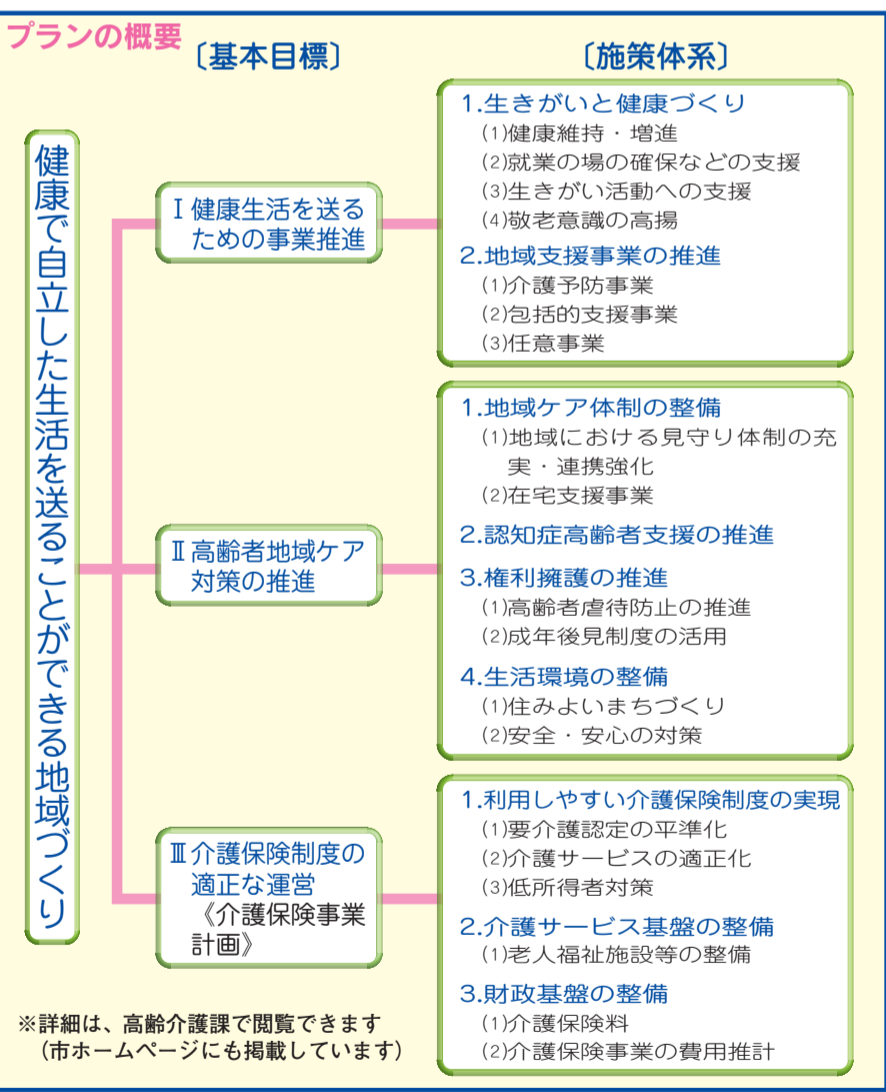 プランの概要
〔基本目標〕
〔施策体系〕
健康で自立した生活を送ることができる地域づくり
Ⅰ健康生活を送る
ための事業推進
1.生きがいと健康づくり
(1)健康維持・増進
(2)就業の場の確保などの支援
(3)生きがい活動への支援
(4)敬老意識の高揚
2.地域支援事業の推進
(1)介護予防事業
(2)包括的支援事業
(3)任意事業
Ⅱ高齢者地域ケア
対策の推進
1.地域ケア体制の整備
(1)地域における見守り体制の充
実・連携強化
(2)在宅支援事業
2.認知症高齢者支援の推進
3.権利擁護の推進
(1)高齢者虐待防止の推進
(2)成年後見制度の活用
4.生活環境の整備
(1)住みよいまちづくり
(2)安全・安心の対策
Ⅲ介護保険制度の
適正な運営
《介護保険事業
計画》
1.利用しやすい介護保険制度の実現
(1)要介護認定の平準化
(2)介護サービスの適正化
(3)低所得者対策
2.介護サービス基盤の整備
(1)老人福祉施設等の整備
3.財政基盤の整備
(1)介護保険料
(2)介護保険事業の費用推計
※詳細は、高齢介護課で閲覧できます
(市ホームページにも掲載しています)